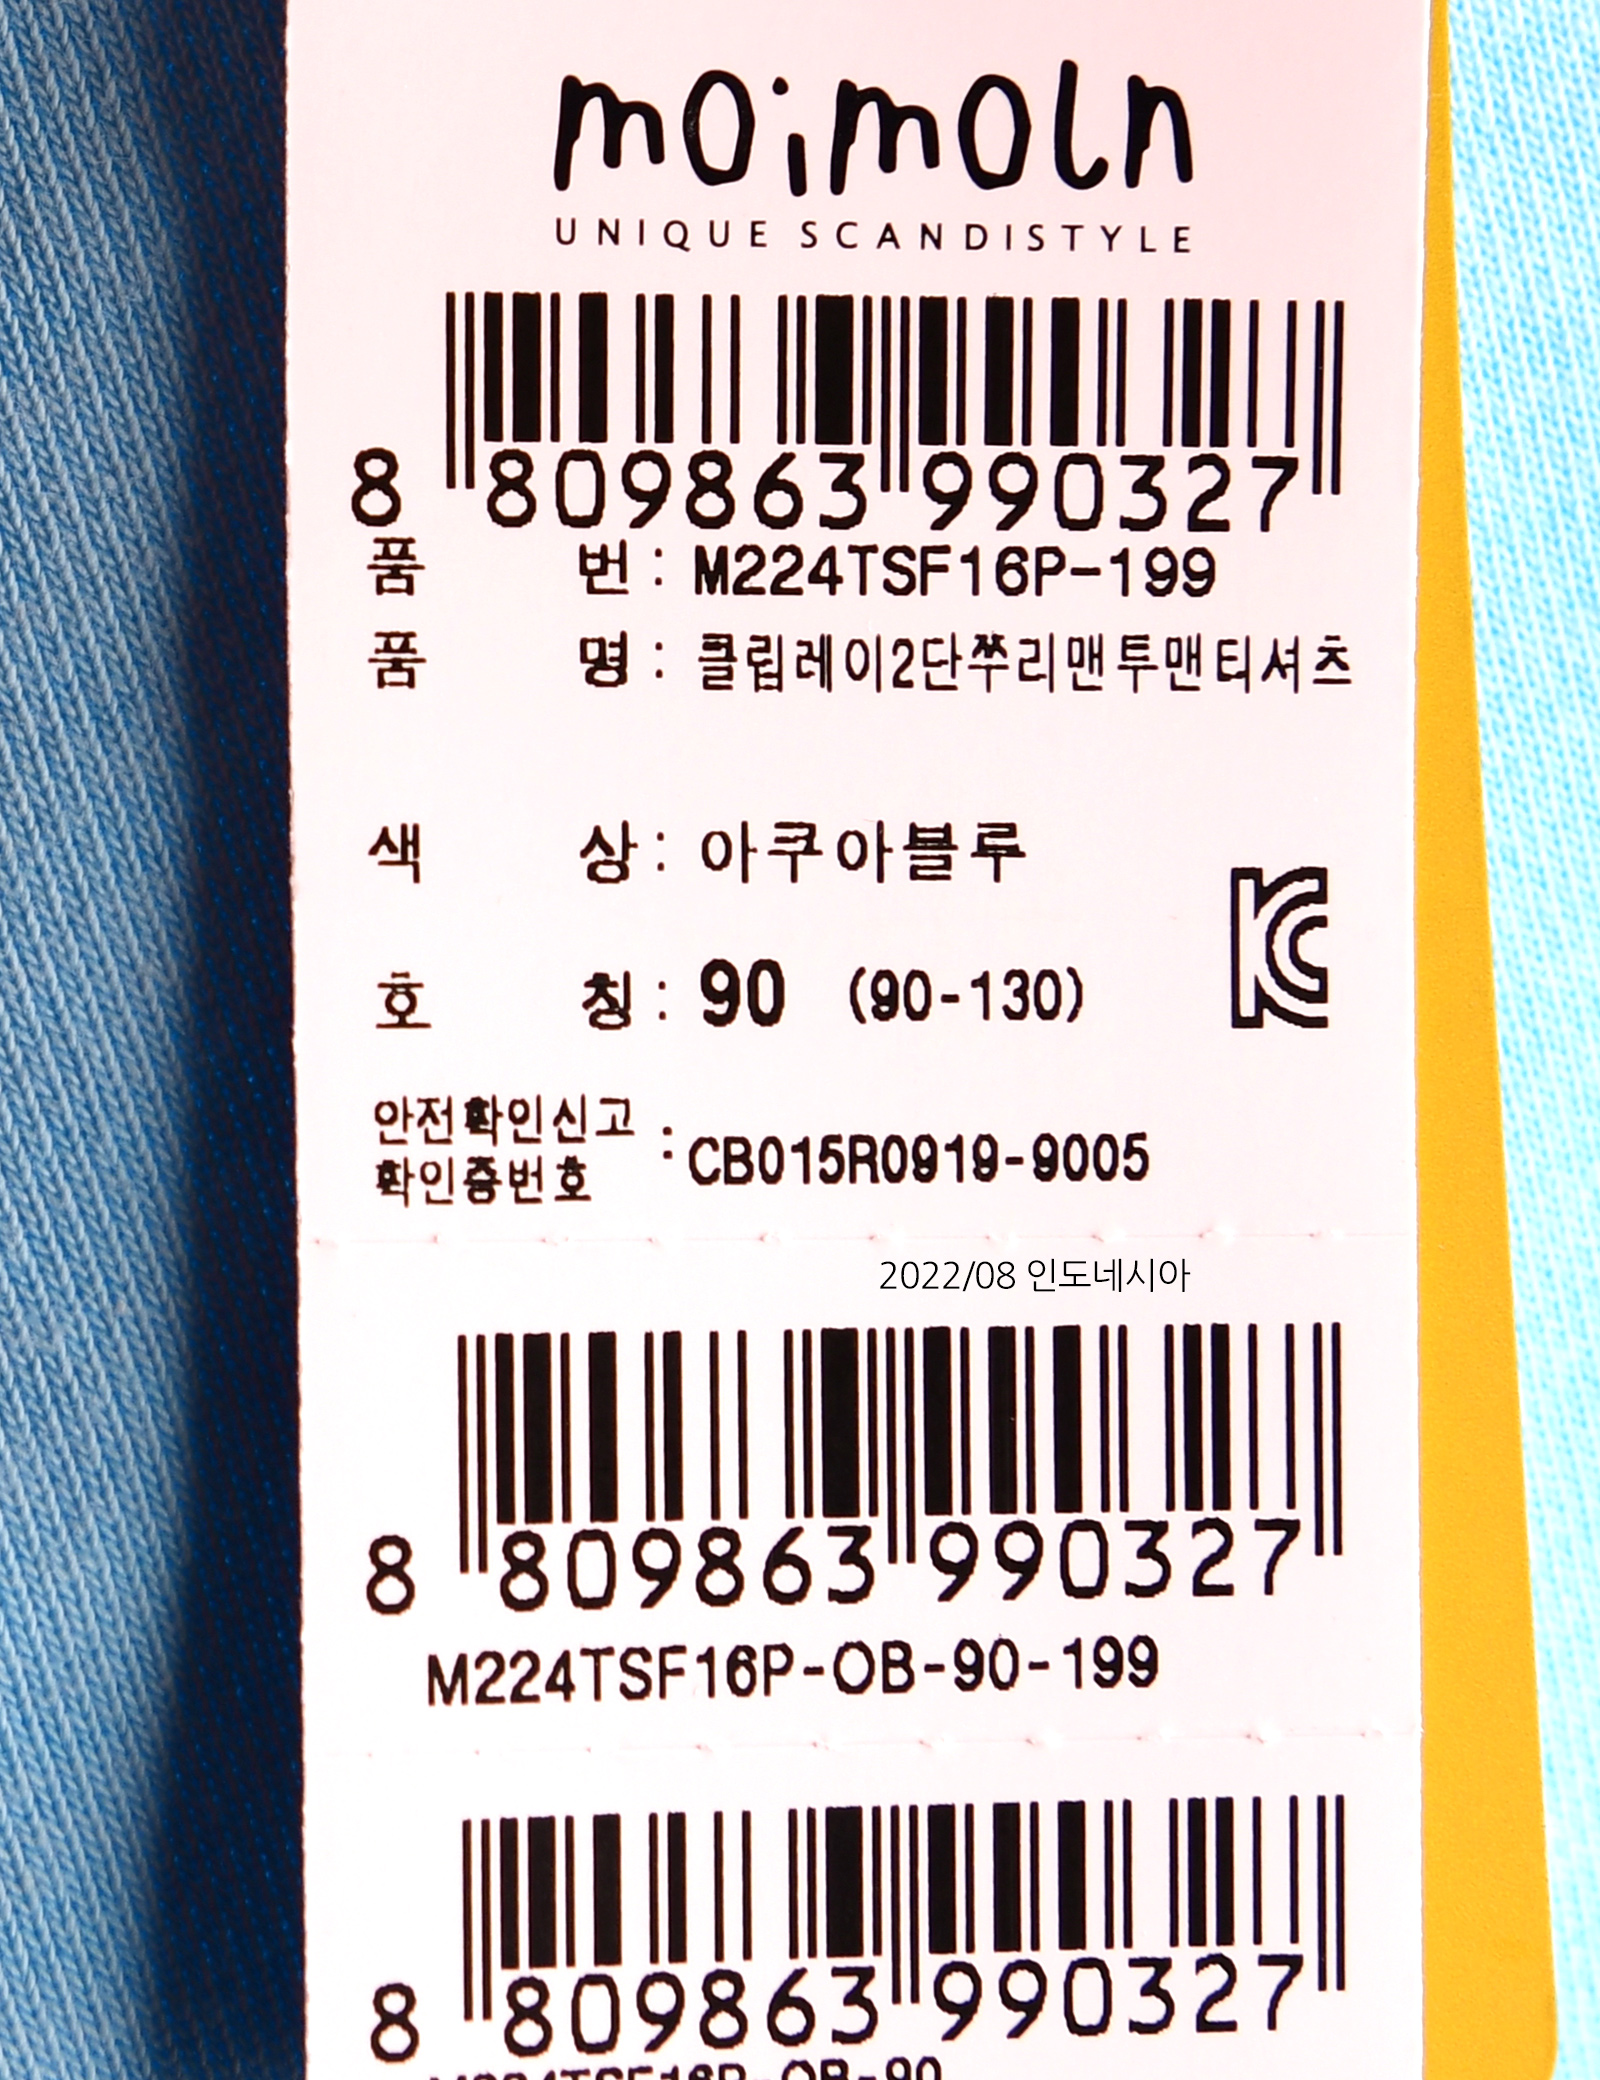 moimoln
UNIQUE SCANDISTYLE
8 809863 990327
품 번 : M224TSF16P-199
품 명 : 클립레이2단쭈리맨투맨티셔츠
색 상 : 아쿠아블루
호 칭 : 90 (90-130)
안전확인신고
확인증번호 : CB015R0919-9005
2022/08 인도네시아
8 809863 990327
M224TSF16P-OB-90-199
8 809863 990327
M224TSF16P-OB-90